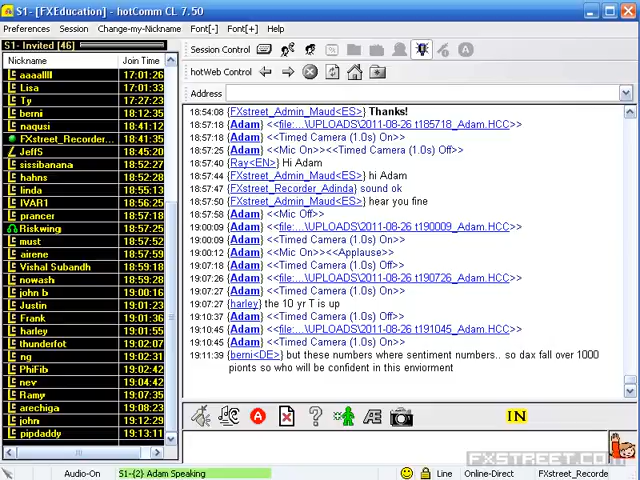 S1- [FXEducation] - hotComm CL 7.50
Preferences Session Change-my-Nickname Font[-] Font[+] Help
S1- Invited [46]
Nickname Join Time
aaaallll 17:01:26
Lisa 17:01:33
Ty 17:27:23
berni 18:12:35
naqusi 18:41:12
FXstreet_Recorder... 18:41:35
JeffS 18:45:20
sissibanana 18:52:27
hahns 18:52:28
linda 18:55:13
IVAR1 18:56:25
prancer 18:57:18
Riskwing 18:57:25
must 18:57:52
airene 18:57:59
Vishal Subandh 18:59:18
nowash 18:59:28
john b 19:00:17
Justin 19:01:23
Frank 19:01:36
harley 19:01:55
thunderfot 19:02:07
ng 19:02:31
PhiFib 19:02:42
nev 19:04:42
Ramy 19:07:35
arechiga 19:08:23
john 19:12:29
pipdaddy 19:13:11
Session Control
hotWeb Control
Address
18:54:08 {FXstreet_Admin_Maud<ES>} Thanks!
18:57:18 {Adam} <<file:...\UPLOADS\2011-08-26 t185718_Adam.HCC>>
18:57:18 {Adam} <<Timed Camera (1.0s) On>>
18:57:25 {Adam} <<Mic On>><<Timed Camera (1.0s) Off>>
18:57:40 {Ray<EN>} Hi Adam
18:57:44 {FXstreet_Admin_Maud<ES>} hi Adam
18:57:47 {FXstreet_Recorder_Adinda} sound ok
18:57:50 {FXstreet_Admin_Maud<ES>} hear you fine
18:57:58 {Adam} <<Mic Off>>
19:00:09 {Adam} <<file:...\UPLOADS\2011-08-26 t190009_Adam.HCC>>
19:00:09 {Adam} <<Timed Camera (1.0s) On>>
19:00:12 {Adam} <<Mic On>><<Applause>>
19:07:18 {Adam} <<Timed Camera (1.0s) Off>>
19:07:26 {Adam} <<file:...\UPLOADS\2011-08-26 t190726_Adam.HCC>>
19:07:27 {Adam} <<Timed Camera (1.0s) On>>
19:07:27 {harley} the 10 yr T is up
19:10:45 {Adam} <<Timed Camera (1.0s) Off>>
19:10:45 {Adam} <<file:...\UPLOADS\2011-08-26 t191045_Adam.HCC>>
19:10:45 {Adam} <<Timed Camera (1.0s) On>>
19:11:39 {berni<DE>} but these numbers where sentiment numbers.. so dax fall over 1000
pionts so who will be confident in this enviorment
A Æ IN
FXSTREET.COM
Audio-On S1-{2} Adam Speaking Line Online-Direct FXstreet_Recorde